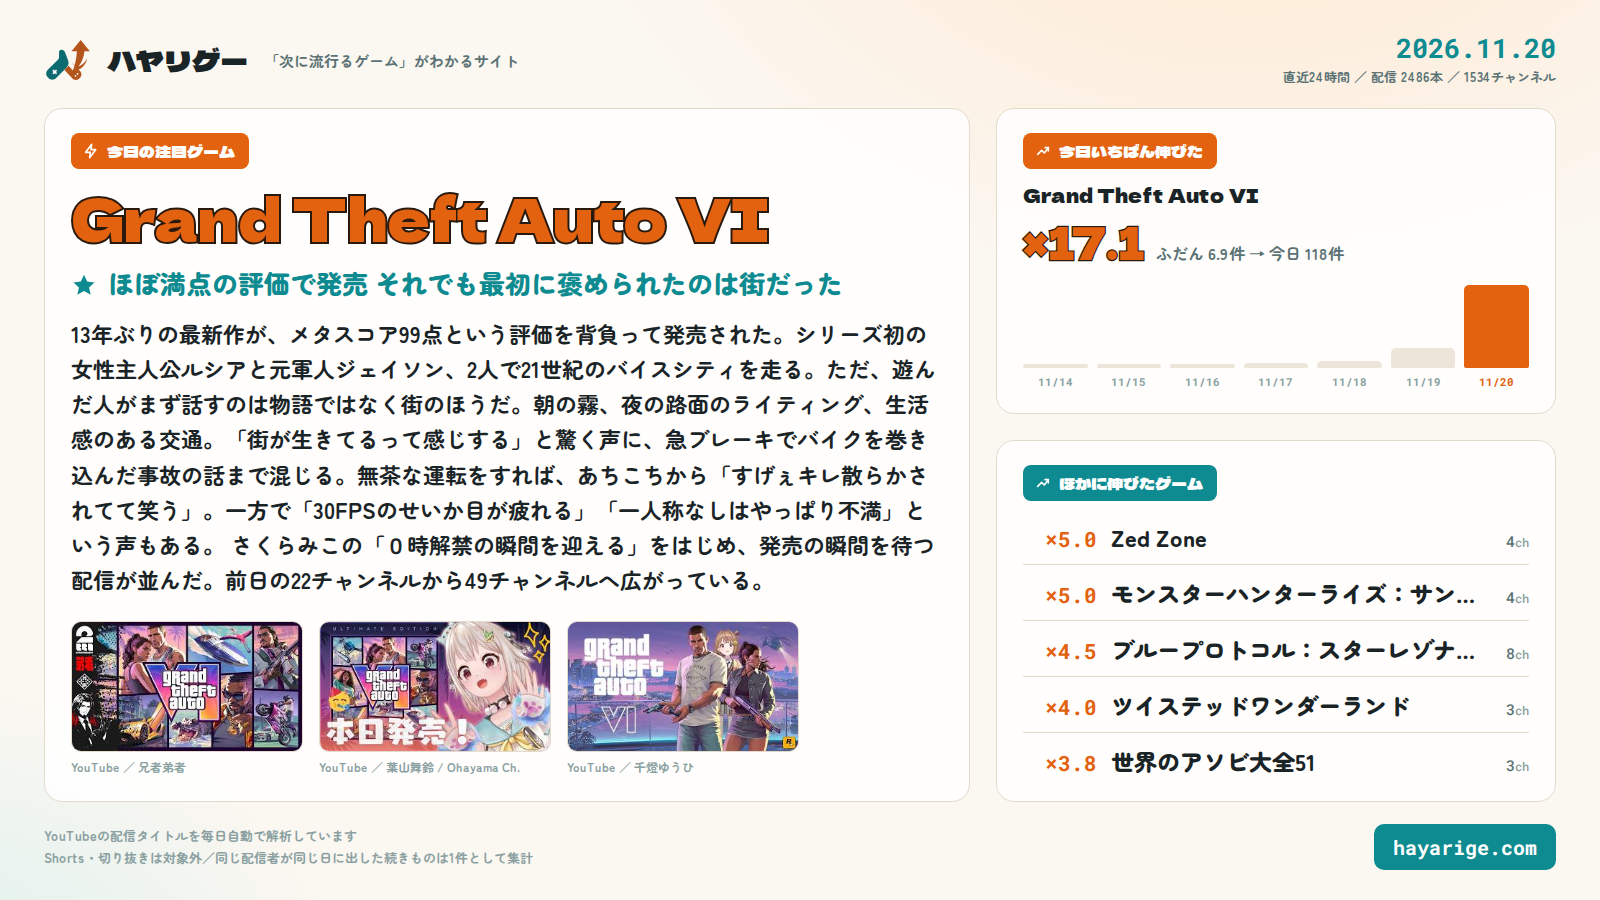 ハヤリゲー
「次に流行るゲーム」がわかるサイト
2026.11.20
直近24時間 ／ 配信 2486本 ／ 1534チャンネル
今日の注目ゲーム
Grand Theft Auto VI
★ ほぼ満点の評価で発売 それでも最初に褒められたのは街だった
13年ぶりの最新作が、メタスコア99点という評価を背負って発売された。シリーズ初の
女性主人公ルシアと元軍人ジェイソン、2人で21世紀のバイスシティを走る。ただ、遊ん
だ人がまず話すのは物語ではなく街のほうだ。朝の霧、夜の路面のライティング、生活
感のある交通。「街が生きてるって感じする」と驚く声に、急ブレーキでバイクを巻き
込んだ事故の話まで混じる。無茶な運転をすれば、あちこちから「すげぇキレ散らかさ
れてて笑う」。一方で「30FPSのせいか目が疲れる」「一人称なしはやっぱり不満」と
いう声もある。 さくらみこの「０時解禁の瞬間を迎える」をはじめ、発売の瞬間を待つ
配信が並んだ。前日の22チャンネルから49チャンネルへ広がっている。
grand theft auto
VI
YouTube ／ 兄者弟者
ULTIMATE EDITION
grand theft auto
VI
本日発売！
YouTube ／ 葉山舞鈴 / Ohayama Ch.
grand theft auto
VI
YouTube ／ 千燈ゆうひ
今日いちばん伸びた
Grand Theft Auto VI
×17.1 ふだん 6.9件 → 今日 118件
11/14 11/15 11/16 11/17 11/18 11/19 11/20
ほかに伸びたゲーム
×5.0 Zed Zone 4ch
×5.0 モンスターハンターライズ：サン… 4ch
×4.5 ブループロトコル：スターレゾナ… 8ch
×4.0 ツイステッドワンダーランド 3ch
×3.8 世界のアソビ大全51 3ch
YouTubeの配信タイトルを毎日自動で解析しています
Shorts・切り抜きは対象外／同じ配信者が同じ日に出した続きものは1件として集計
hayarige.com